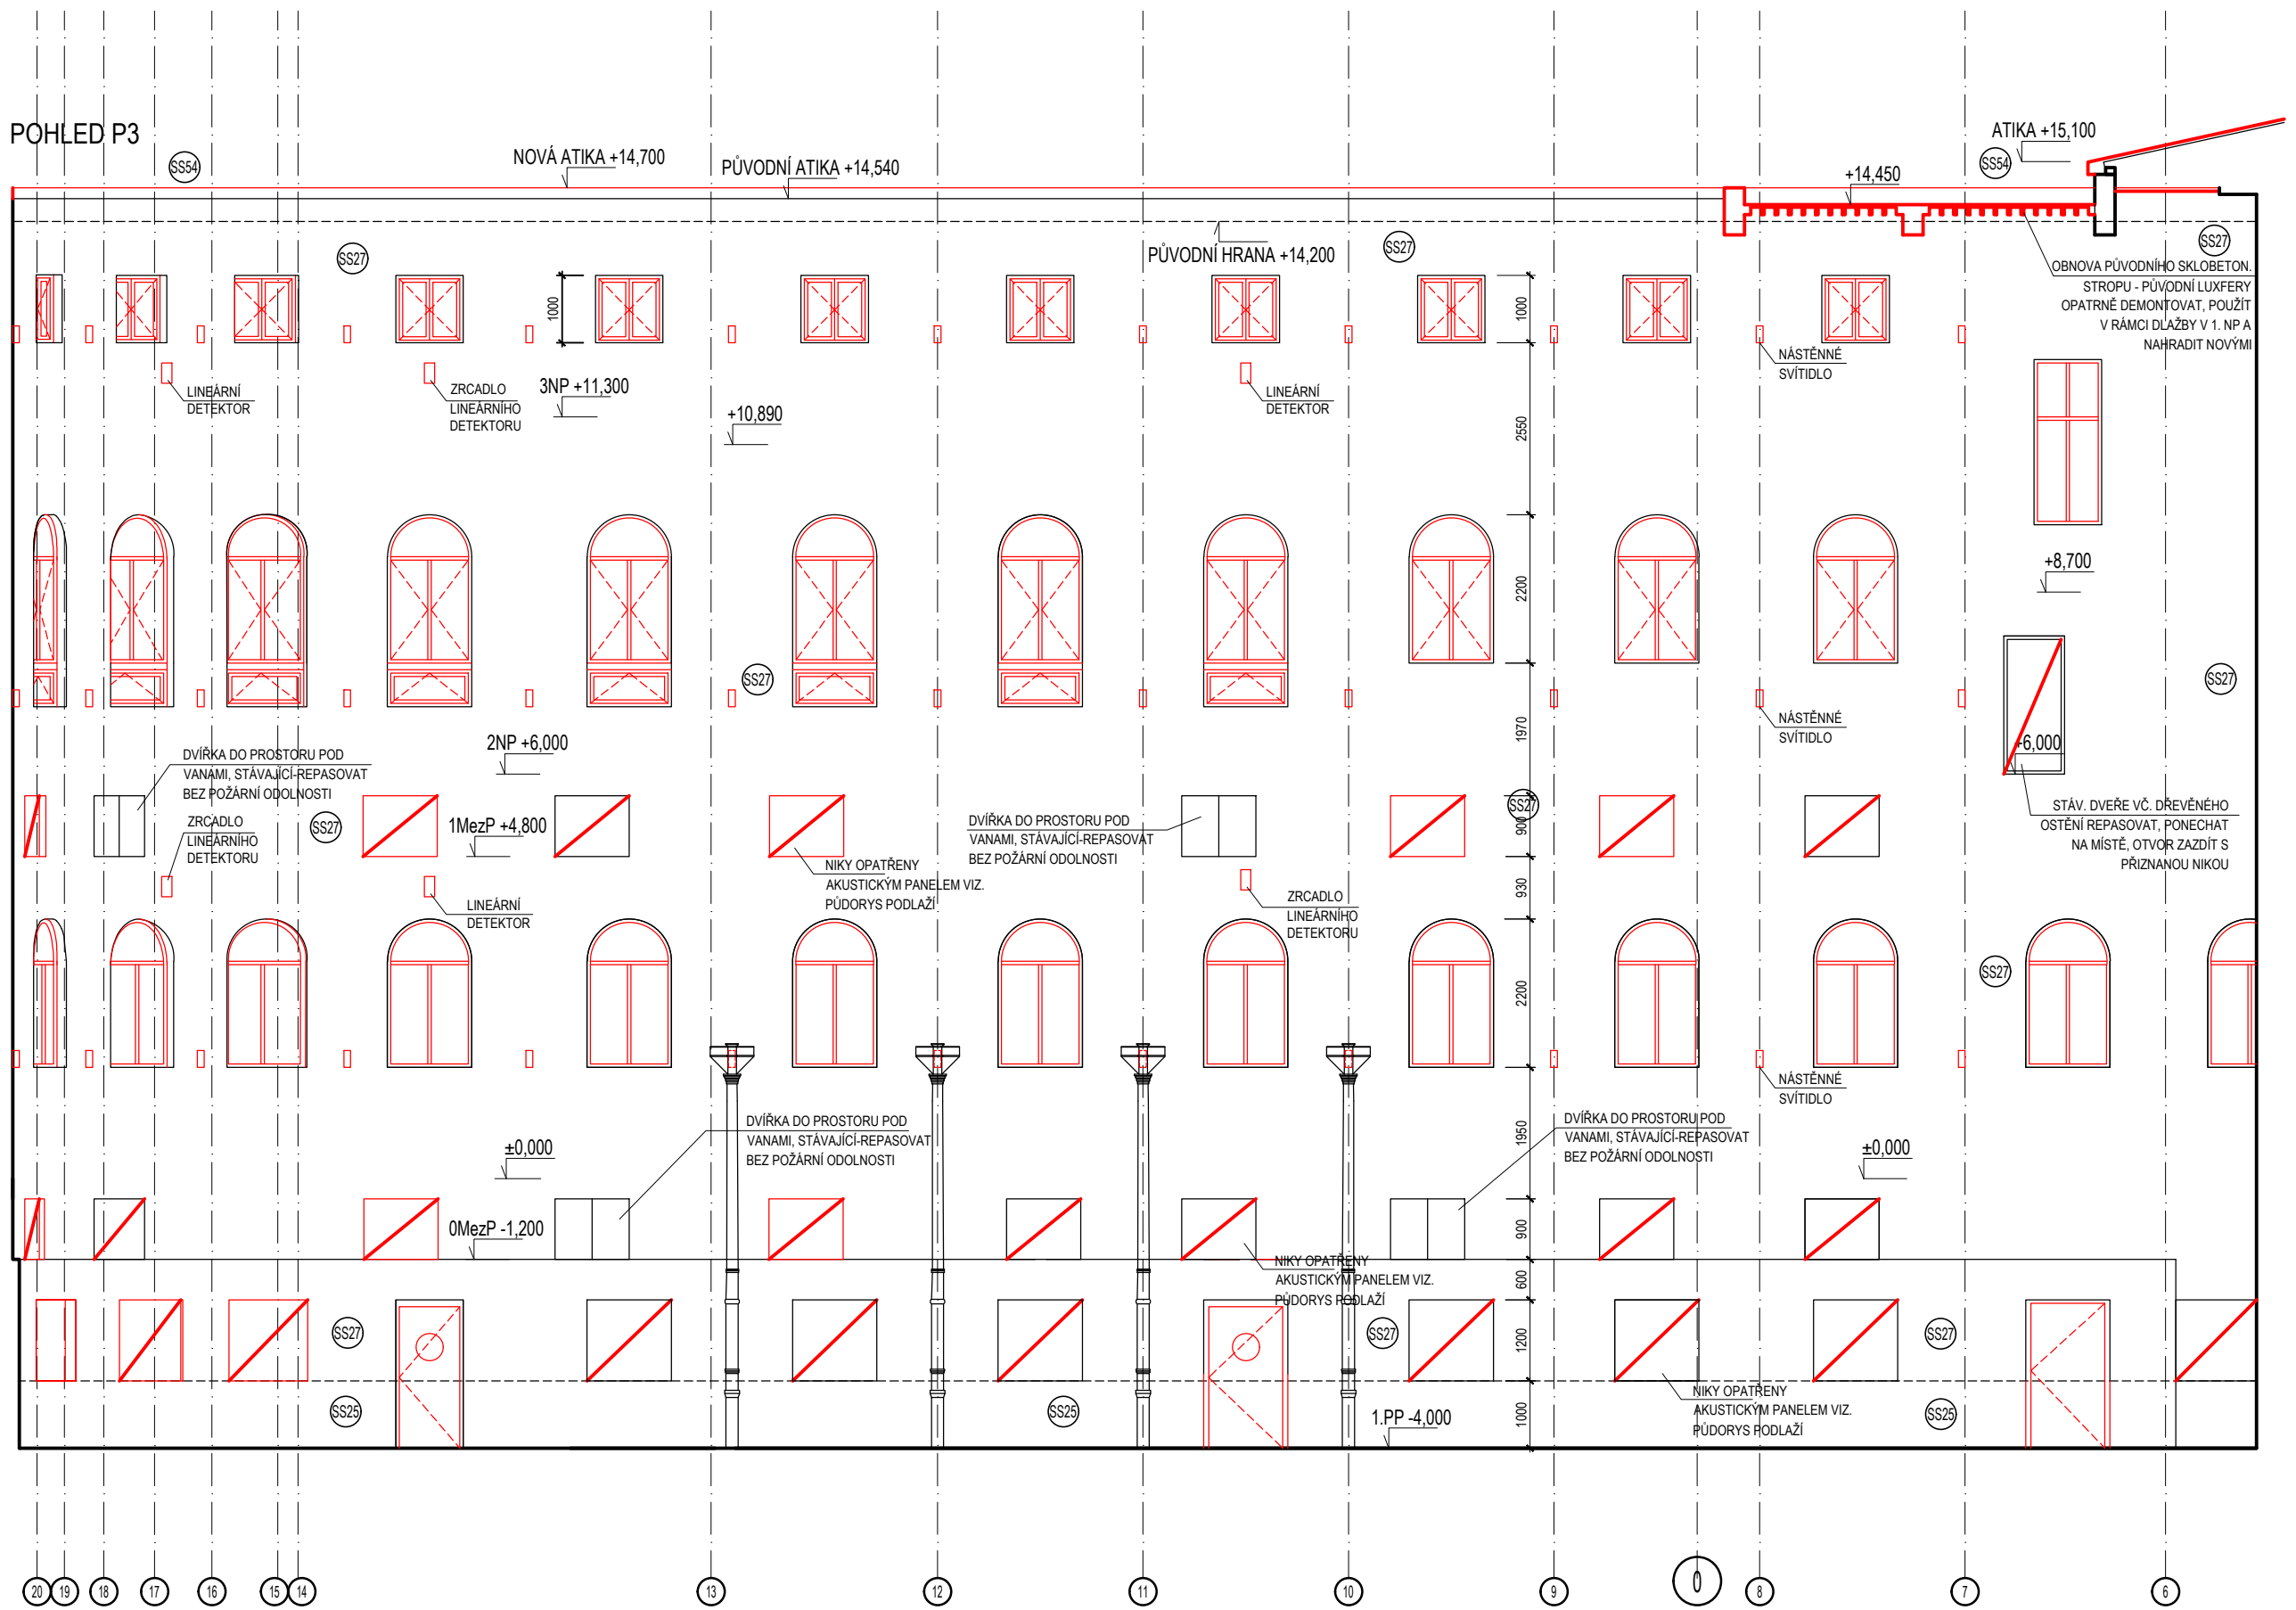 POHLED P3
SS54
NOVÁ ATIKA +14,700
PŮVODNÍ ATIKA +14,540
ATIKA +15,100
SS54
+14,450
PŮVODNÍ HRANA +14,200
SS27
SS27
SS27
OBNOVA PŮVODNÍHO SKLOBETON.
STROPU - PŮVODNÍ LUXFERY
OPATRNĚ DEMONTOVAT, POUŽÍT
V RÁMCI DLAŽBY V 1. NP A
NAHRADIT NOVÝMI
1000
1000
NÁSTĚNNÉ
SVÍTIDLO
LINEÁRNÍ
DETEKTOR
ZRCADLO
LINEÁRNÍHO
DETEKTORU
3NP +11,300
+10,890
LINEÁRNÍ
DETEKTOR
2550
2200
+8,700
SS27
SS27
NÁSTĚNNÉ
SVÍTIDLO
1970
2NP +6,000
+6,000
DVÍŘKA DO PROSTORU POD
VANAMI, STÁVAJÍCÍ-REPASOVAT
BEZ POŽÁRNÍ ODOLNOSTI
ZRCADLO
LINEÁRNÍHO
DETEKTORU
SS27
1MezP +4,800
NIKY OPATŘENY
AKUSTICKÝM PANELEM VIZ.
PŮDORYS PODLAŽÍ
DVÍŘKA DO PROSTORU POD
VANAMI, STÁVAJÍCÍ-REPASOVAT
BEZ POŽÁRNÍ ODOLNOSTI
SS27
900
STÁV. DVEŘE VČ. DŘEVĚNÉHO
OSTĚNÍ REPASOVAT, PONECHAT
NA MÍSTĚ, OTVOR ZAZDÍT S
PŘIZNANOU NIKOU
LINEÁRNÍ
DETEKTOR
ZRCADLO
LINEÁRNÍHO
DETEKTORU
930
SS27
2200
NÁSTĚNNÉ
SVÍTIDLO
DVÍŘKA DO PROSTORU POD
VANAMI, STÁVAJÍCÍ-REPASOVAT
BEZ POŽÁRNÍ ODOLNOSTI
DVÍŘKA DO PROSTORU POD
VANAMI, STÁVAJÍCÍ-REPASOVAT
BEZ POŽÁRNÍ ODOLNOSTI
1950
±0,000
±0,000
0MezP -1,200
900
NIKY OPATŘENY
AKUSTICKÝM PANELEM VIZ.
PŮDORYS PODLAŽÍ
600
SS27
SS27
SS27
1200
NIKY OPATŘENY
AKUSTICKÝM PANELEM VIZ.
PŮDORYS PODLAŽÍ
SS25
SS25
SS25
1.PP -4,000
1000
20
19
18
17
16
15
14
13
12
11
10
9
0
8
7
6